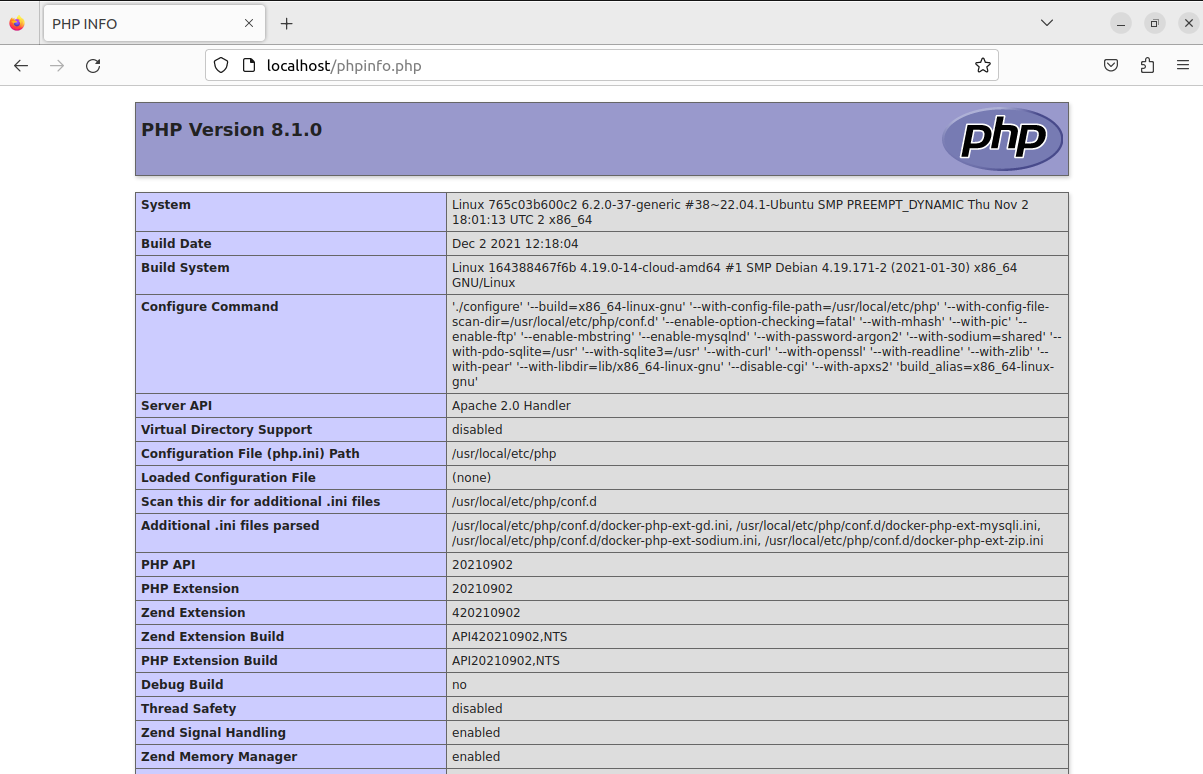 PHP INFO
localhost/phpinfo.php
PHP Version 8.1.0
php
System
Linux 765c03b600c2 6.2.0-37-generic #38~22.04.1-Ubuntu SMP PREEMPT_DYNAMIC Thu Nov 2
18:01:13 UTC 2 x86_64
Build Date
Dec 2 2021 12:18:04
Build System
Linux 164388467f6b 4.19.0-14-cloud-amd64 #1 SMP Debian 4.19.171-2 (2021-01-30) x86_64
GNU/Linux
Configure Command
'./configure' '--build=x86_64-linux-gnu' '--with-config-file-path=/usr/local/etc/php' '--with-config-file-
scan-dir=/usr/local/etc/php/conf.d' '--enable-option-checking=fatal' '--with-mhash' '--with-pic' '--
enable-ftp' '--enable-mbstring' '--enable-mysqlnd' '--with-password-argon2' '--with-sodium=shared' '--
with-pdo-sqlite=/usr' '--with-sqlite3=/usr' '--with-curl' '--with-openssl' '--with-readline' '--with-zlib' '--
with-pear' '--with-libdir=lib/x86_64-linux-gnu' '--disable-cgi' '--with-apxs2' 'build_alias=x86_64-linux-
gnu'
Server API
Apache 2.0 Handler
Virtual Directory Support
disabled
Configuration File (php.ini) Path
/usr/local/etc/php
Loaded Configuration File
(none)
Scan this dir for additional .ini files
/usr/local/etc/php/conf.d
Additional .ini files parsed
/usr/local/etc/php/conf.d/docker-php-ext-gd.ini, /usr/local/etc/php/conf.d/docker-php-ext-mysqli.ini,
/usr/local/etc/php/conf.d/docker-php-ext-sodium.ini, /usr/local/etc/php/conf.d/docker-php-ext-zip.ini
PHP API
20210902
PHP Extension
20210902
Zend Extension
420210902
Zend Extension Build
API420210902,NTS
PHP Extension Build
API20210902,NTS
Debug Build
no
Thread Safety
disabled
Zend Signal Handling
enabled
Zend Memory Manager
enabled